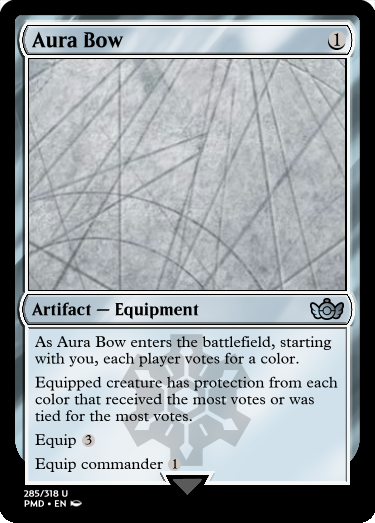 Aura Bow 1
Artifact — Equipment
As Aura Bow enters the battlefield, starting
with you, each player votes for a color.
Equipped creature has protection from each
color that received the most votes or was
tied for the most votes.
Equip 3
Equip commander 1
285/318 U
PMD • EN